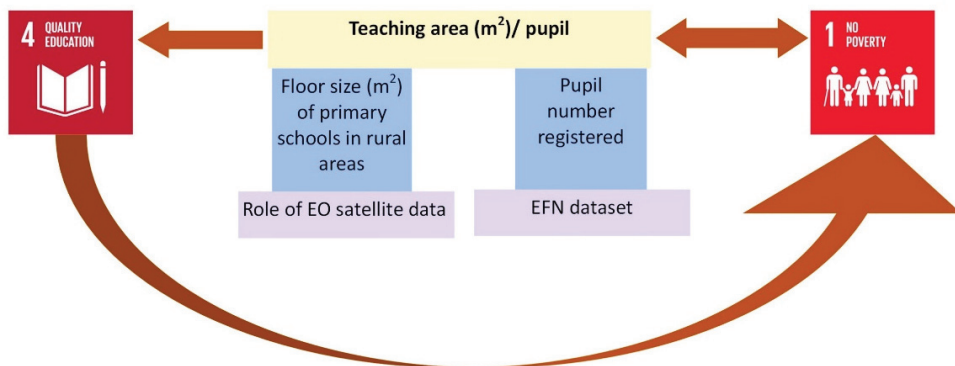 4 QUALITY
EDUCATION
Teaching area (m²)/ pupil
1 NO
POVERTY
Floor size (m²)
of primary
schools in rural
areas
Pupil
number
registered
Role of EO satellite data
EFN dataset